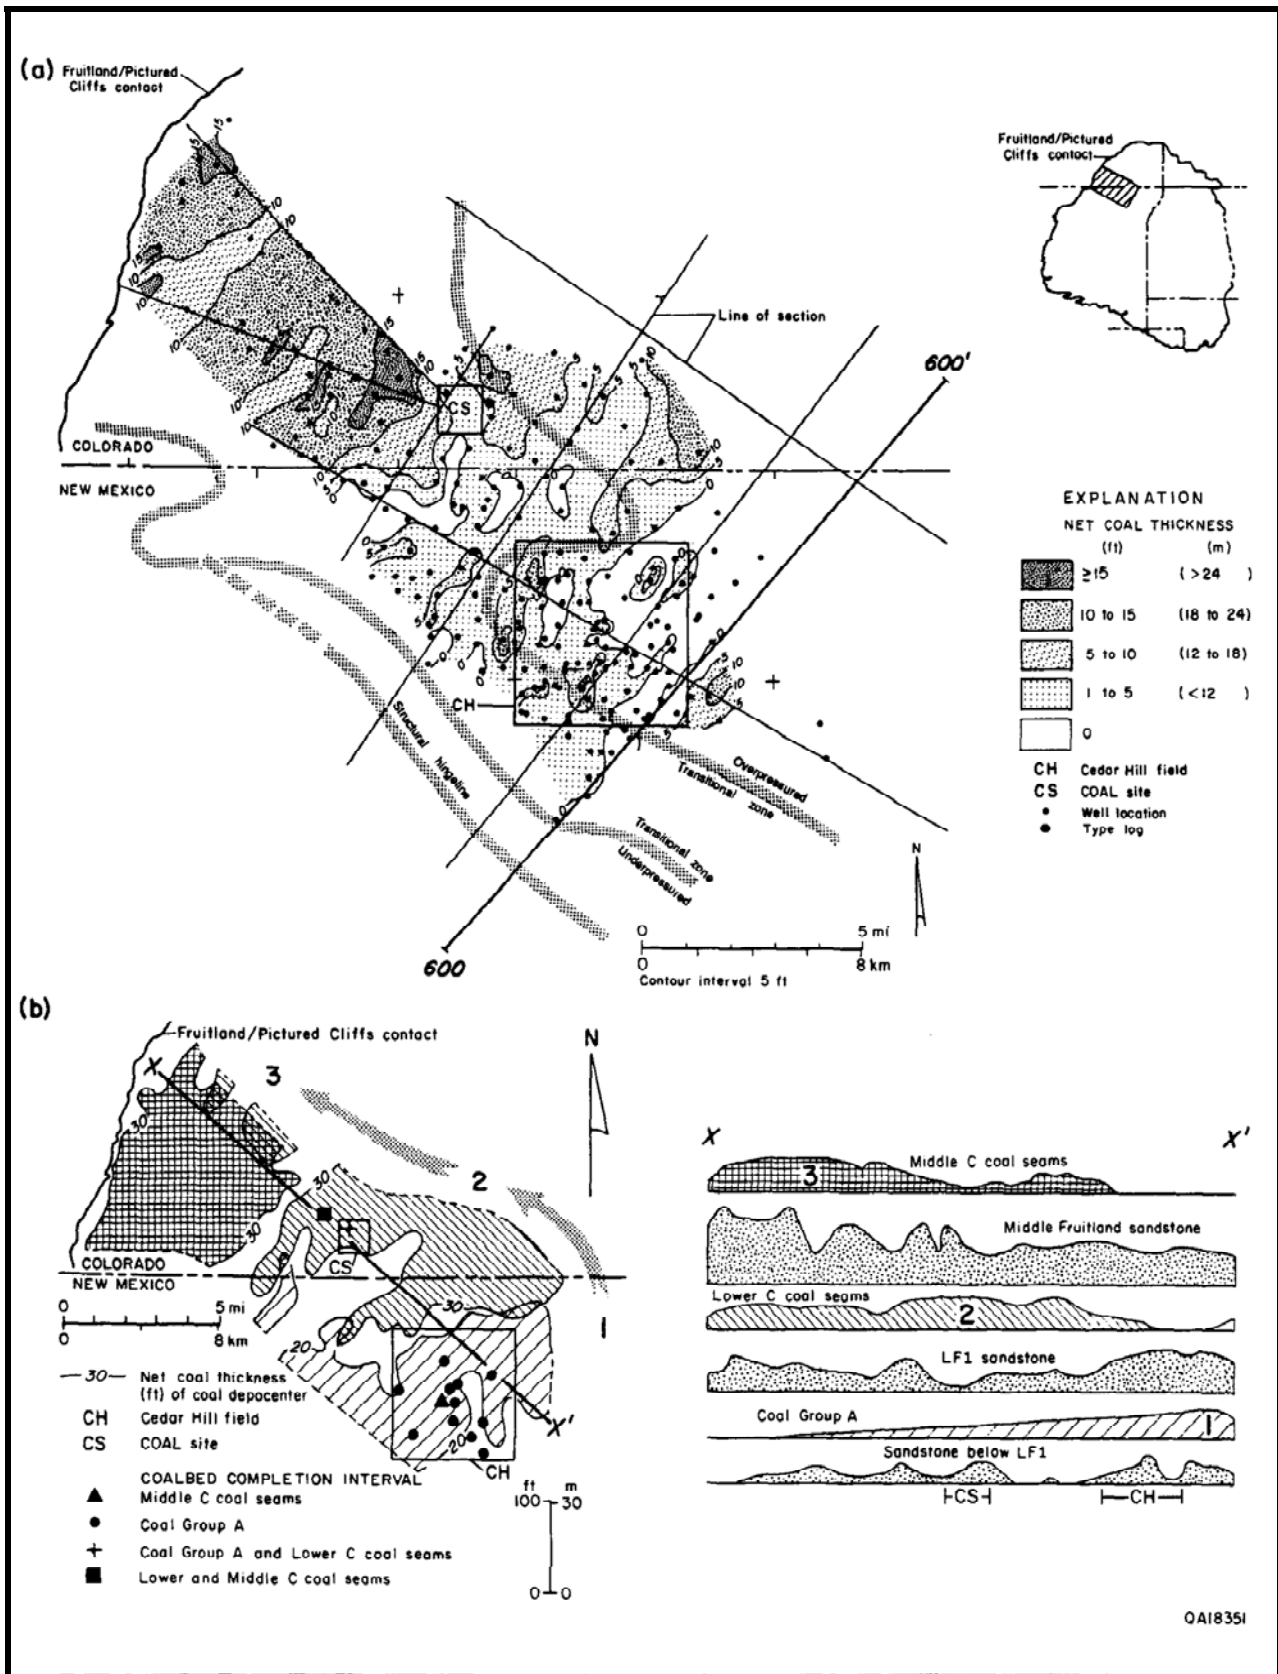 (a)
Fruitland/Pictured
Cliffs contact
Fruitland/Pictured
Cliffs contact
Line of section
600'
CS
COLORADO
NEW MEXICO
CH
Structural hingeline
Overpressured
Transitional zone
Transitional zone
Underpressured
600
N
0 5 mi
0 8 km
Contour interval 5 ft
EXPLANATION
NET COAL THICKNESS
(ft) (m)
≥15 (>24 )
10 to 15 (18 to 24)
5 to 10 (12 to 18)
1 to 5 (<12 )
0
CH Cedar Hill field
CS COAL site
Well location
Type log
(b)
Fruitland/Pictured Cliffs contact
N
X
3
30
2
30
30
CS
COLORADO
NEW MEXICO
0 5 mi
0 8 km
30
1
20
20
X'
CH
—30— Net coal thickness
(ft) of coal depocenter
CH Cedar Hill field
CS COAL site
COALBED COMPLETION INTERVAL
Middle C coal seams
Coal Group A
Coal Group A and Lower C coal seams
Lower and Middle C coal seams
ft m
100 30
0 0
X X'
3 Middle C coal seams
Middle Fruitland sandstone
Lower C coal seams
2
LF1 sandstone
Coal Group A
1
Sandstone below LF1
CS CH
QA18351